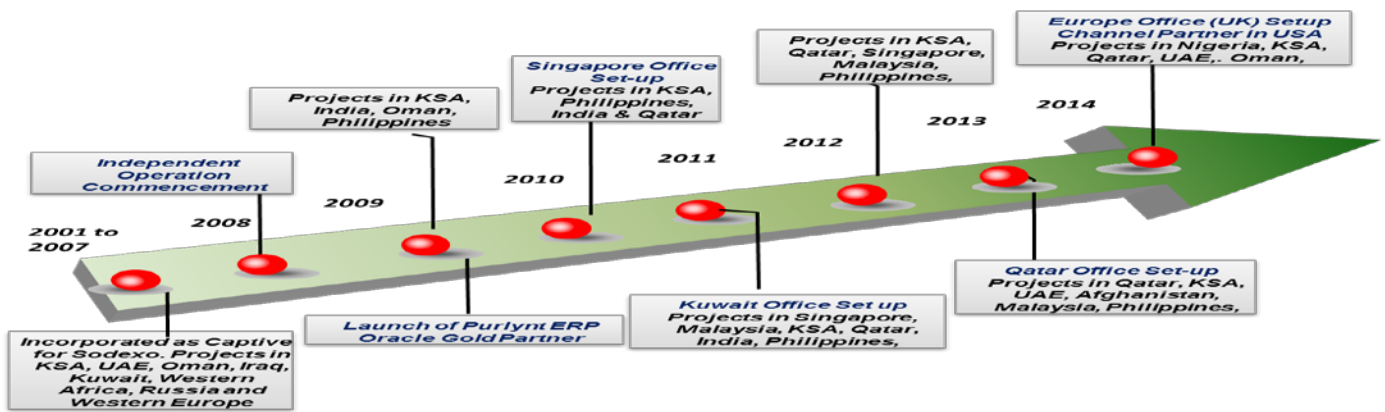 2001 to
2007
Incorporated as Captive
for Sodexo. Projects in
KSA, UAE, Oman, Iraq,
Kuwait, Western
Africa, Russia and
Western Europe
2008
Independent
Operation
Commencement
2009
Projects in KSA,
India, Oman,
Philippines
Launch of Purlynt ERP
Oracle Gold Partner
2010
Singapore Office
Set-up
Projects in KSA,
Philippines,
India & Qatar
2011
Kuwait Office Set up
Projects in Singapore,
Malaysia, KSA, Qatar,
India, Philippines,
2012
Projects in KSA,
Qatar, Singapore,
Malaysia,
Philippines,
2013
Qatar Office Set-up
Projects in Qatar, KSA,
UAE, Afghanistan,
Malaysia, Philippines,
2014
Europe Office (UK) Setup
Channel Partner in USA
Projects in Nigeria, KSA,
Qatar, UAE,. Oman,